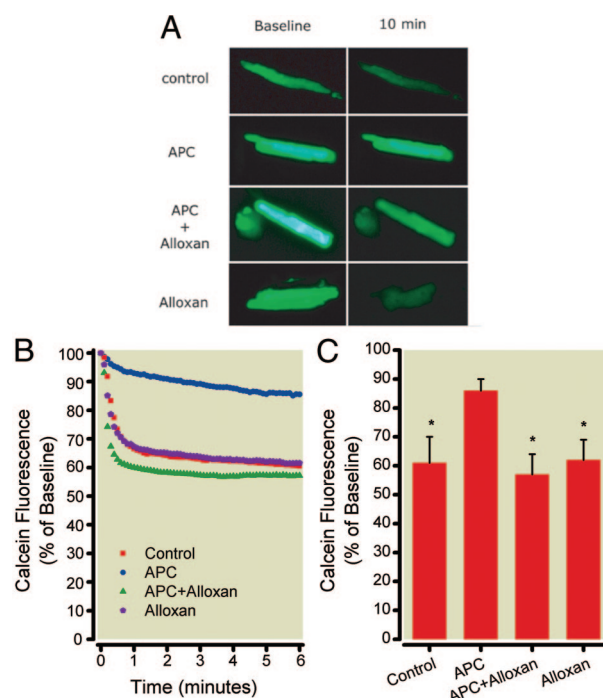 A
Baseline 10 min
control
APC
APC
+
Alloxan
Alloxan
B
Calcein Fluorescence
(% of Baseline)
100
90
80
70
60
50
40
30
20
10
0
Control
APC
APC+Alloxan
Alloxan
0 1 2 3 4 5 6
Time (minutes)
C
Calcein Fluorescence
(% of Baseline)
100
90
80
70
60
50
40
30
20
10
0
* * *
Control APC APC+Alloxan Alloxan